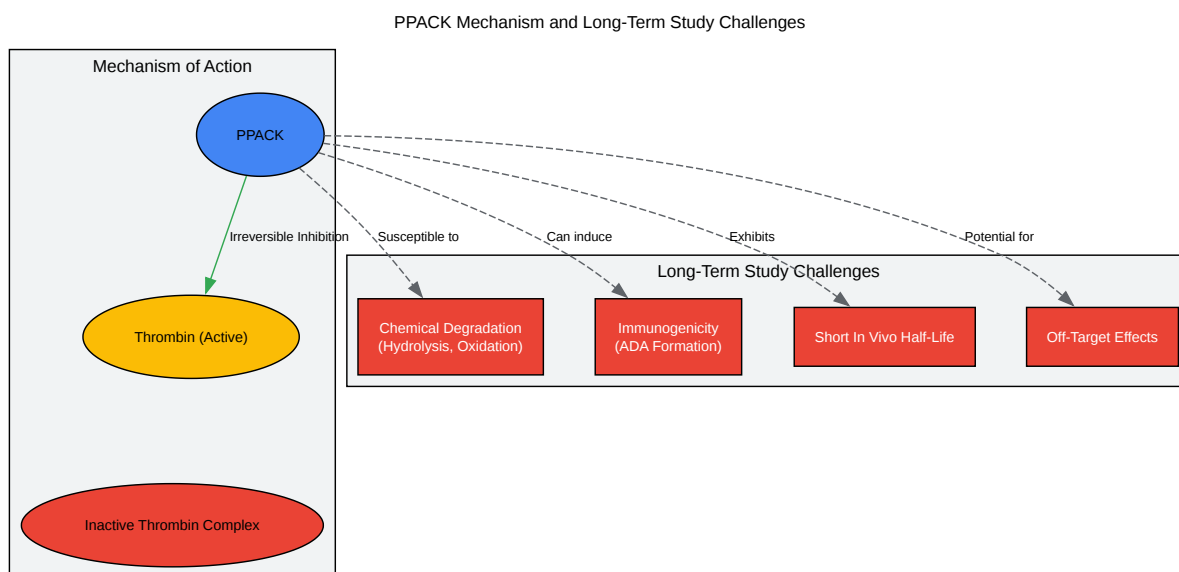 PPACK Mechanism and Long-Term Study Challenges
Mechanism of Action
PPACK
Irreversible Inhibition
Susceptible to
Can induce
Exhibits
Potential for
Long-Term Study Challenges
Thrombin (Active)
Chemical Degradation
(Hydrolysis, Oxidation)
Immunogenicity
(ADA Formation)
Short In Vivo Half-Life
Off-Target Effects
Inactive Thrombin Complex